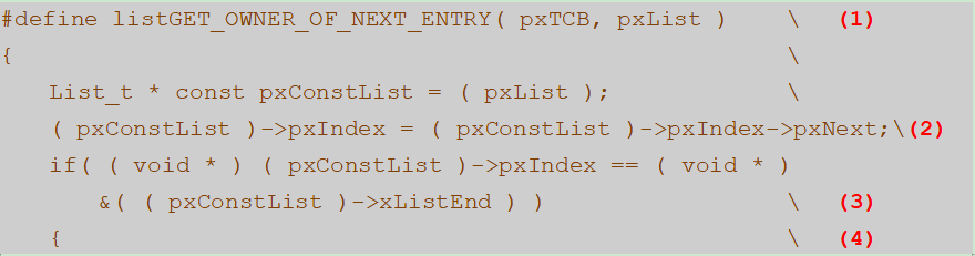 #define listGET_OWNER_OF_NEXT_ENTRY( pxTCB, pxList ) \ (1)
{ \
List_t * const pxConstList = ( pxList ); \
( pxConstList )->pxIndex = ( pxConstList )->pxIndex->pxNext;\(2)
if( ( void * ) ( pxConstList )->pxIndex == ( void * )
&( ( pxConstList )->xListEnd ) ) \ (3)
{ \ (4)